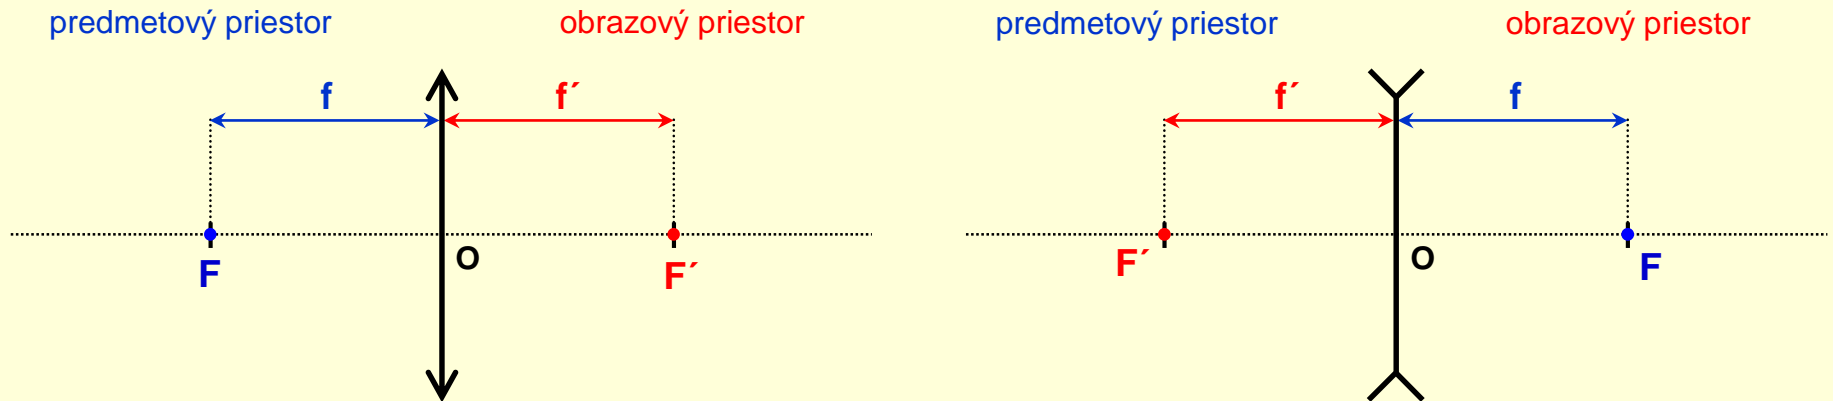 predmetový priestor obrazový priestor
f f´
F O F´
predmetový priestor obrazový priestor
f´ f
F´ O F